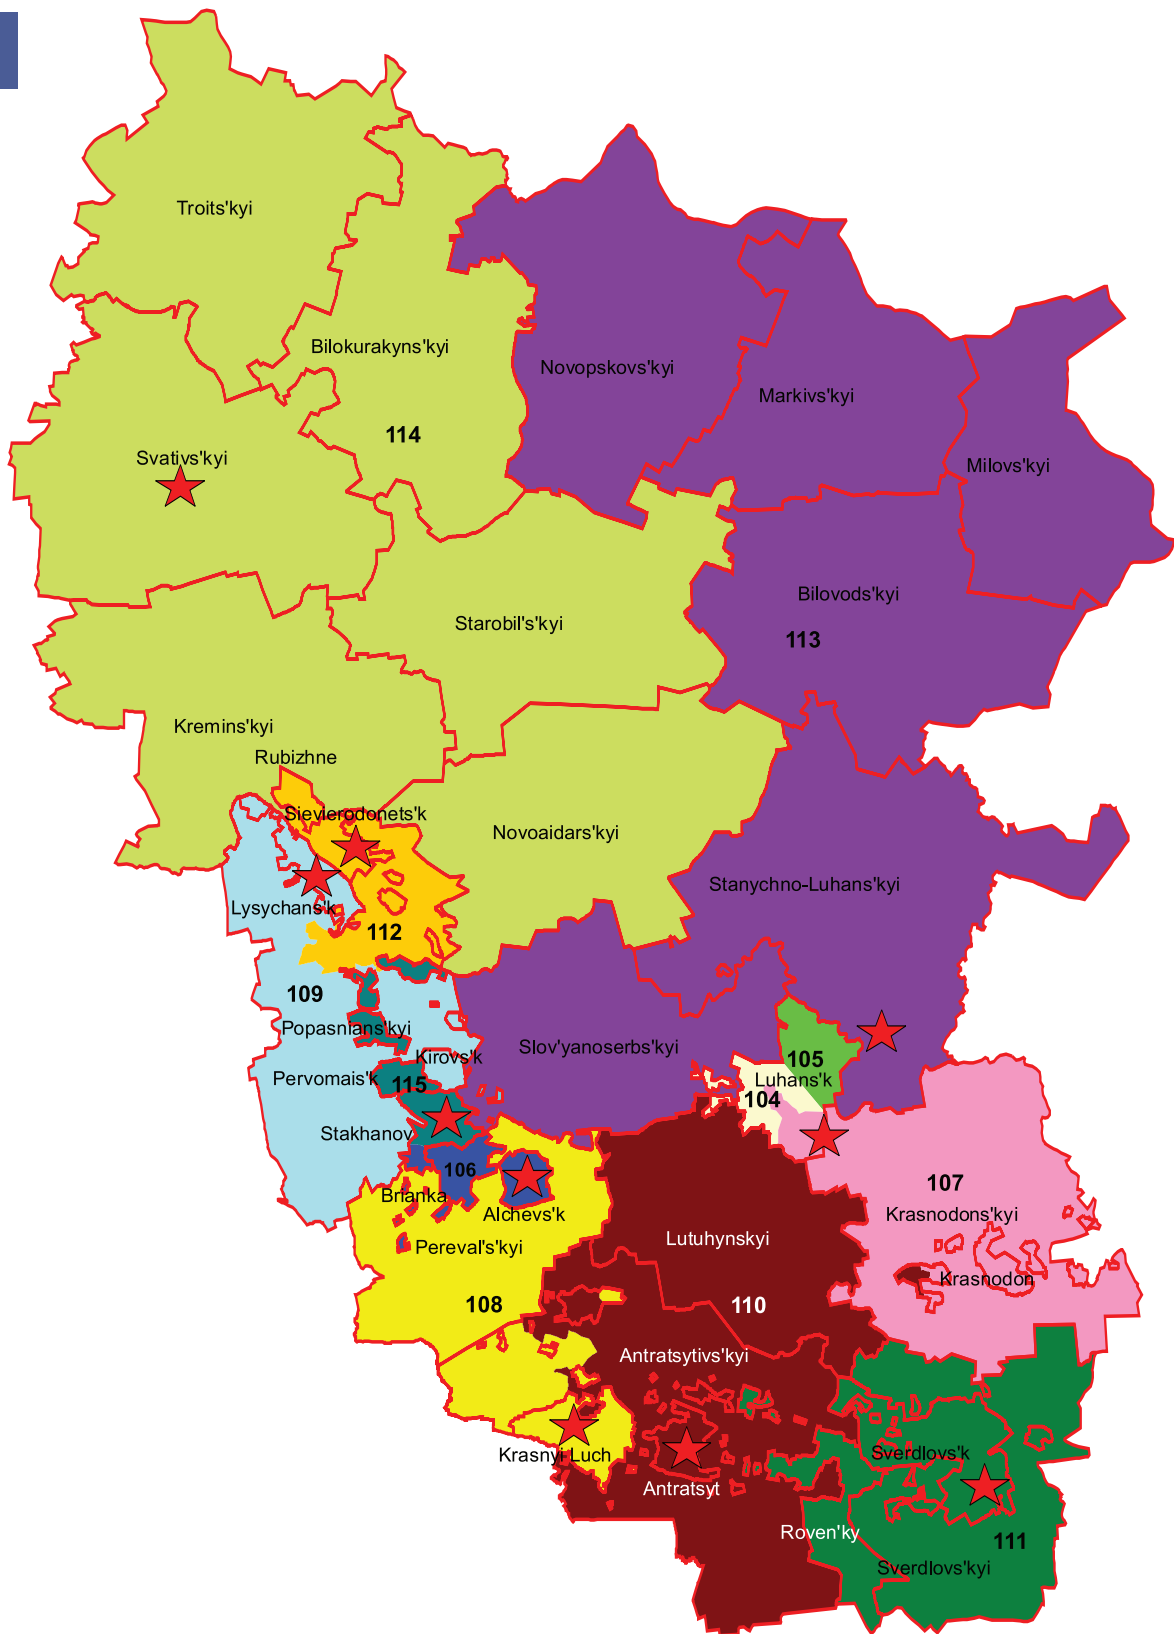 Troits'kyi
Bilokurakyns'kyi
Novopskovs'kyi
Markivs'kyi
114
Svativs'kyi
Milovs'kyi
Bilovods'kyi
Starobil's'kyi
113
Kremins'kyi
Rubizhne
Sievierodonets'k
Novoaidars'kyi
Stanychno-Luhans'kyi
Lysychans'k
112
109
Popasnians'kyi
Slov'yanoserbs'kyi
Kirovs'k
105
Pervomais'k
115
Luhans'k
104
Stakhanov
106
107
Brianka
Alchevs'k
Krasnodons'kyi
Lutuhynskyi
Pereval's'kyi
Krasnodon
108
110
Antratsytivs'kyi
Krasnyi Luch
Sverdlovs'k
Antratsyt
Roven'ky
111
Sverdlovs'kyi